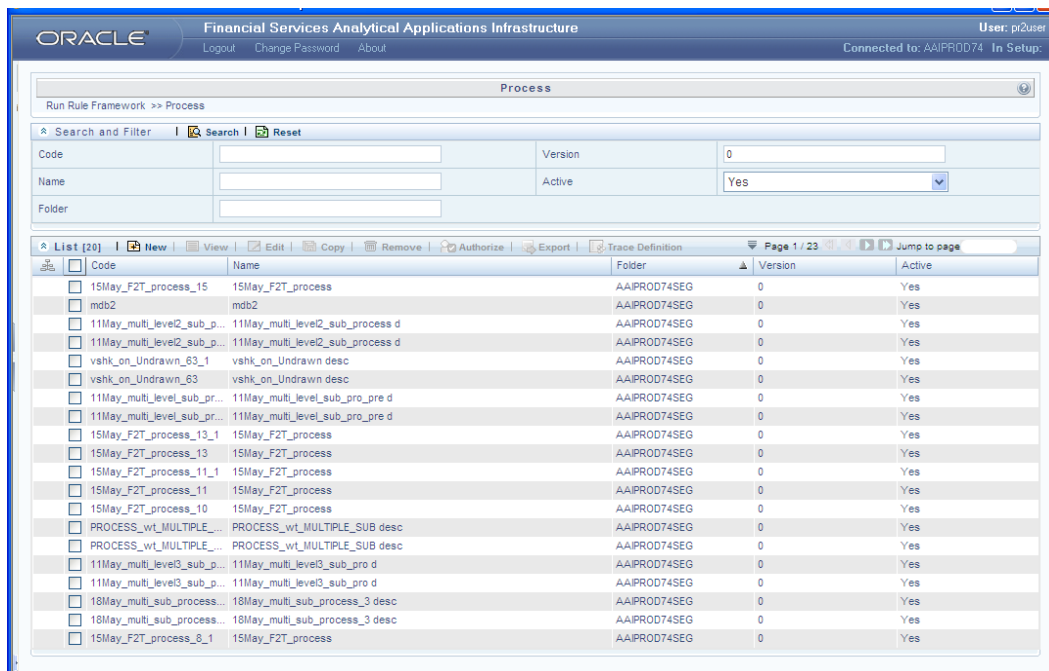 ORACLE
Financial Services Analytical Applications Infrastructure
User: pr2user
Logout Change Password About
Connected to: AAIPROD74 In Setup:
Process
Run Rule Framework >> Process
Search and Filter | Search | Reset
Code Version 0
Name Active Yes
Folder
List [20] | New | View | Edit | Copy | Remove | Authorize | Export | Trace Definition Page 1 / 23 Jump to page
Code Name Folder Version Active
15May_F2T_process_15 15May_F2T_process AAIPROD74SEG 0 Yes
mdb2 mdb2 AAIPROD74SEG 0 Yes
11May_multi_level2_sub_p... 11May_multi_level2_sub_process d AAIPROD74SEG 0 Yes
11May_multi_level2_sub_p... 11May_multi_level2_sub_process d AAIPROD74SEG 0 Yes
vshk_on_Undrawn_63_1 vshk_on_Undrawn desc AAIPROD74SEG 0 Yes
vshk_on_Undrawn_63 vshk_on_Undrawn desc AAIPROD74SEG 0 Yes
11May_multi_level_sub_pr... 11May_multi_level_sub_pro_pre d AAIPROD74SEG 0 Yes
11May_multi_level_sub_pr... 11May_multi_level_sub_pro_pre d AAIPROD74SEG 0 Yes
15May_F2T_process_13_1 15May_F2T_process AAIPROD74SEG 0 Yes
15May_F2T_process_13 15May_F2T_process AAIPROD74SEG 0 Yes
15May_F2T_process_11_1 15May_F2T_process AAIPROD74SEG 0 Yes
15May_F2T_process_11 15May_F2T_process AAIPROD74SEG 0 Yes
15May_F2T_process_10 15May_F2T_process AAIPROD74SEG 0 Yes
PROCESS_wt_MULTIPLE_... PROCESS_wt_MULTIPLE_SUB desc AAIPROD74SEG 0 Yes
PROCESS_wt_MULTIPLE_... PROCESS_wt_MULTIPLE_SUB desc AAIPROD74SEG 0 Yes
11May_multi_level3_sub_p... 11May_multi_level3_sub_pro d AAIPROD74SEG 0 Yes
11May_multi_level3_sub_p... 11May_multi_level3_sub_pro d AAIPROD74SEG 0 Yes
18May_multi_sub_process... 18May_multi_sub_process_3 desc AAIPROD74SEG 0 Yes
18May_multi_sub_process... 18May_multi_sub_process_3 desc AAIPROD74SEG 0 Yes
15May_F2T_process_8_1 15May_F2T_process AAIPROD74SEG 0 Yes